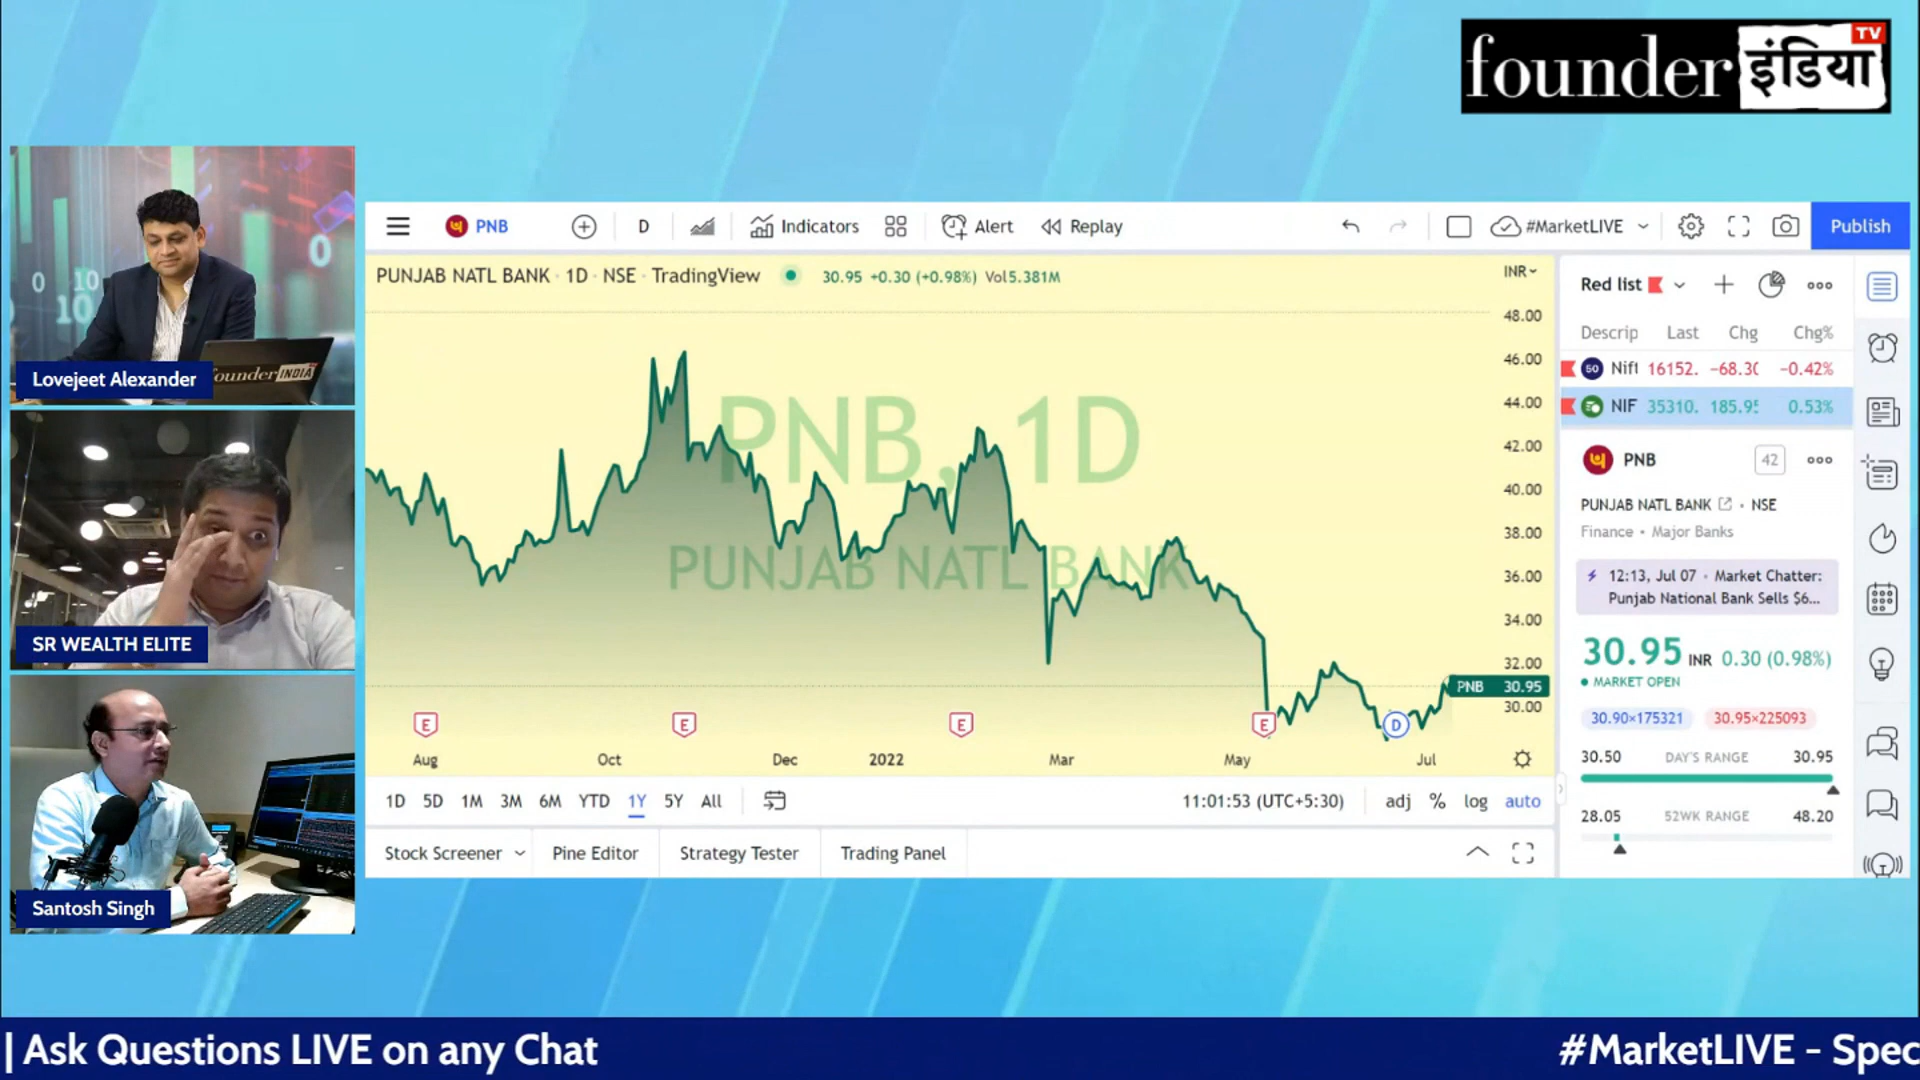 founder इंडिया TV
Lovejeet Alexander
founder INDIA
SR WEALTH ELITE
Santosh Singh
PNB D Indicators Alert Replay #MarketLIVE Publish
PUNJAB NATL BANK · 1D · NSE · TradingView 30.95 +0.30 (+0.98%) Vol5.381M
INR
PNB, 1D
PUNJAB NATL BANK
48.00
46.00
44.00
42.00
40.00
38.00
36.00
34.00
32.00
PNB 30.95
30.00
E E E E D
Aug Oct Dec 2022 Mar May Jul
1D 5D 1M 3M 6M YTD 1Y 5Y All 11:01:53 (UTC+5:30) adj % log auto
Stock Screener Pine Editor Strategy Tester Trading Panel
Red list
Descrip Last Chg Chg%
50 Nift 16152. −68.30 −0.42%
NIF 35310. 185.95 0.53%
PNB 42
PUNJAB NATL BANK · NSE
Finance • Major Banks
12:13, Jul 07 · Market Chatter:
Punjab National Bank Sells $6...
30.95 INR 0.30 (0.98%)
• MARKET OPEN
30.90×175321 30.95×225093
30.50 DAY'S RANGE 30.95
28.05 52WK RANGE 48.20
| Ask Questions LIVE on any Chat #MarketLIVE - Spec